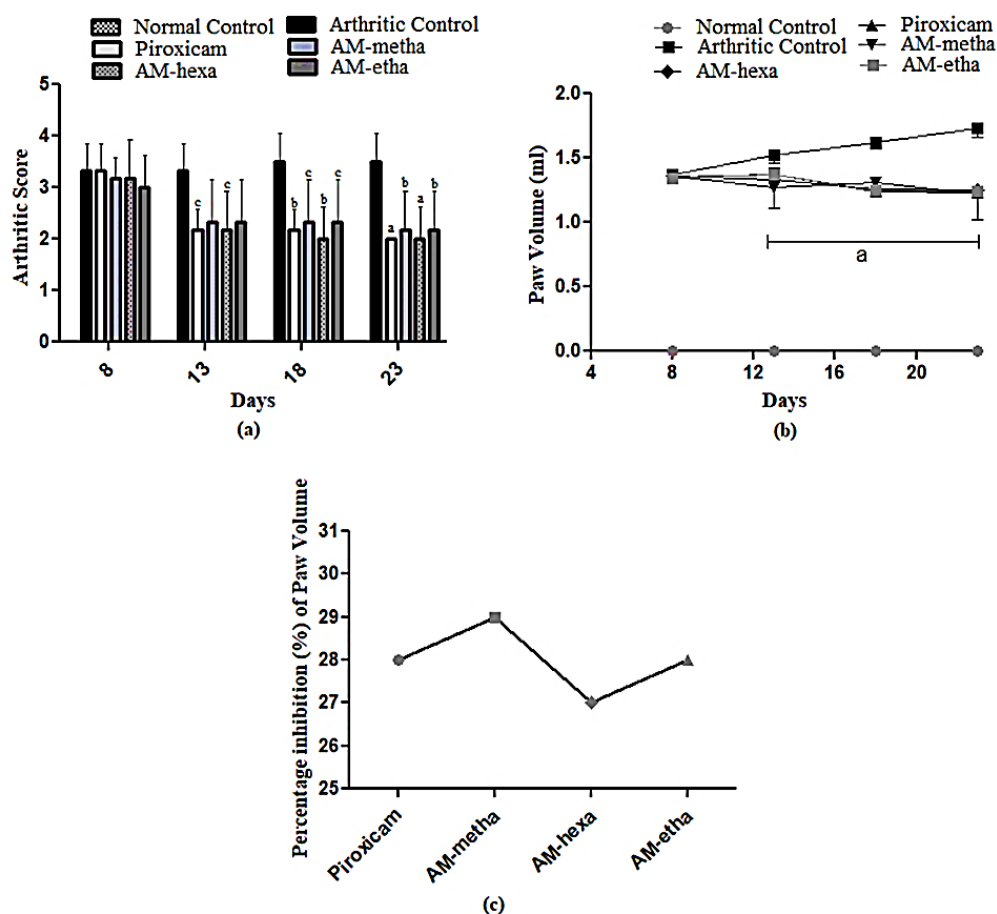 Normal Control Arthritic Control
Piroxicam AM-metha
AM-hexa AM-etha
5
4
3
2
1
0
Arthritic Score
c c
b c b c
a b a b
8 13 18 23
Days
(a)
Normal Control Piroxicam
Arthritic Control AM-metha
AM-hexa AM-etha
2.0
1.5
1.0
0.5
0.0
Paw Volume (ml)
a
4 8 12 16 20
Days
(b)
31
30
29
28
27
26
25
Percentage inhibition (%) of Paw Volume
Piroxicam AM-metha AM-hexa AM-etha
(c)